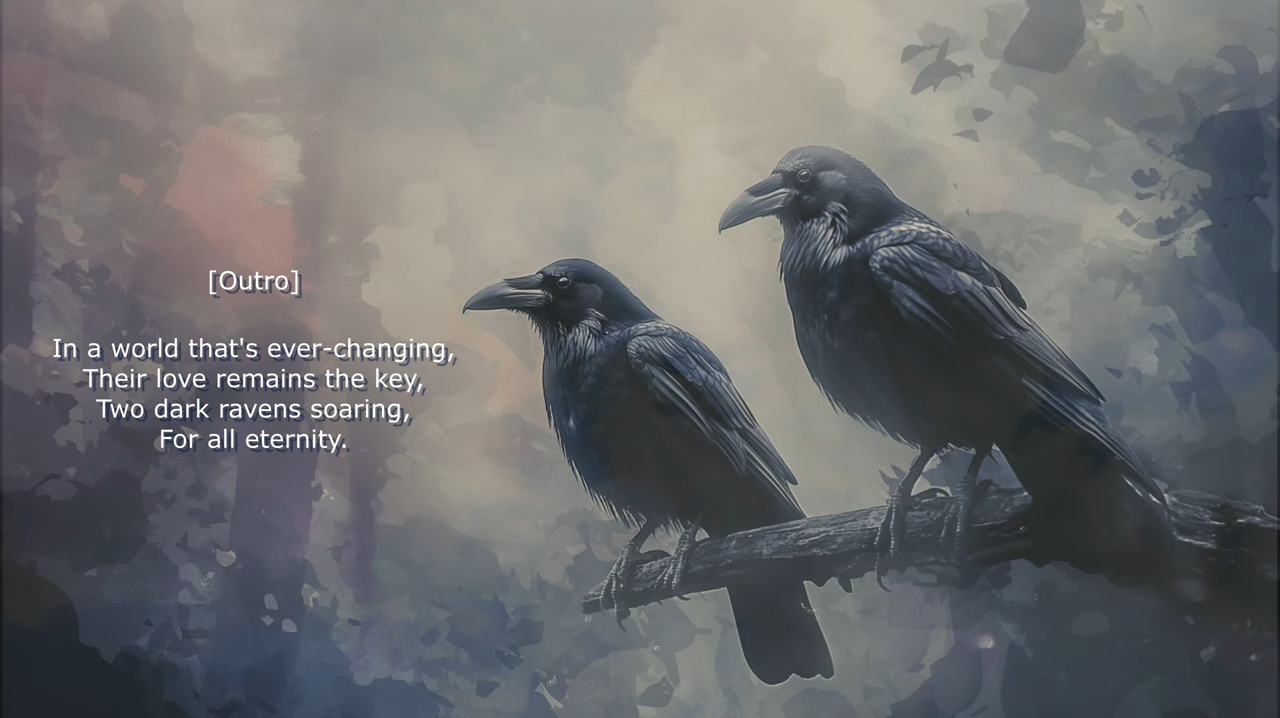 [Outro]
In a world that's ever-changing,
Their love remains the key,
Two dark ravens soaring,
For all eternity.